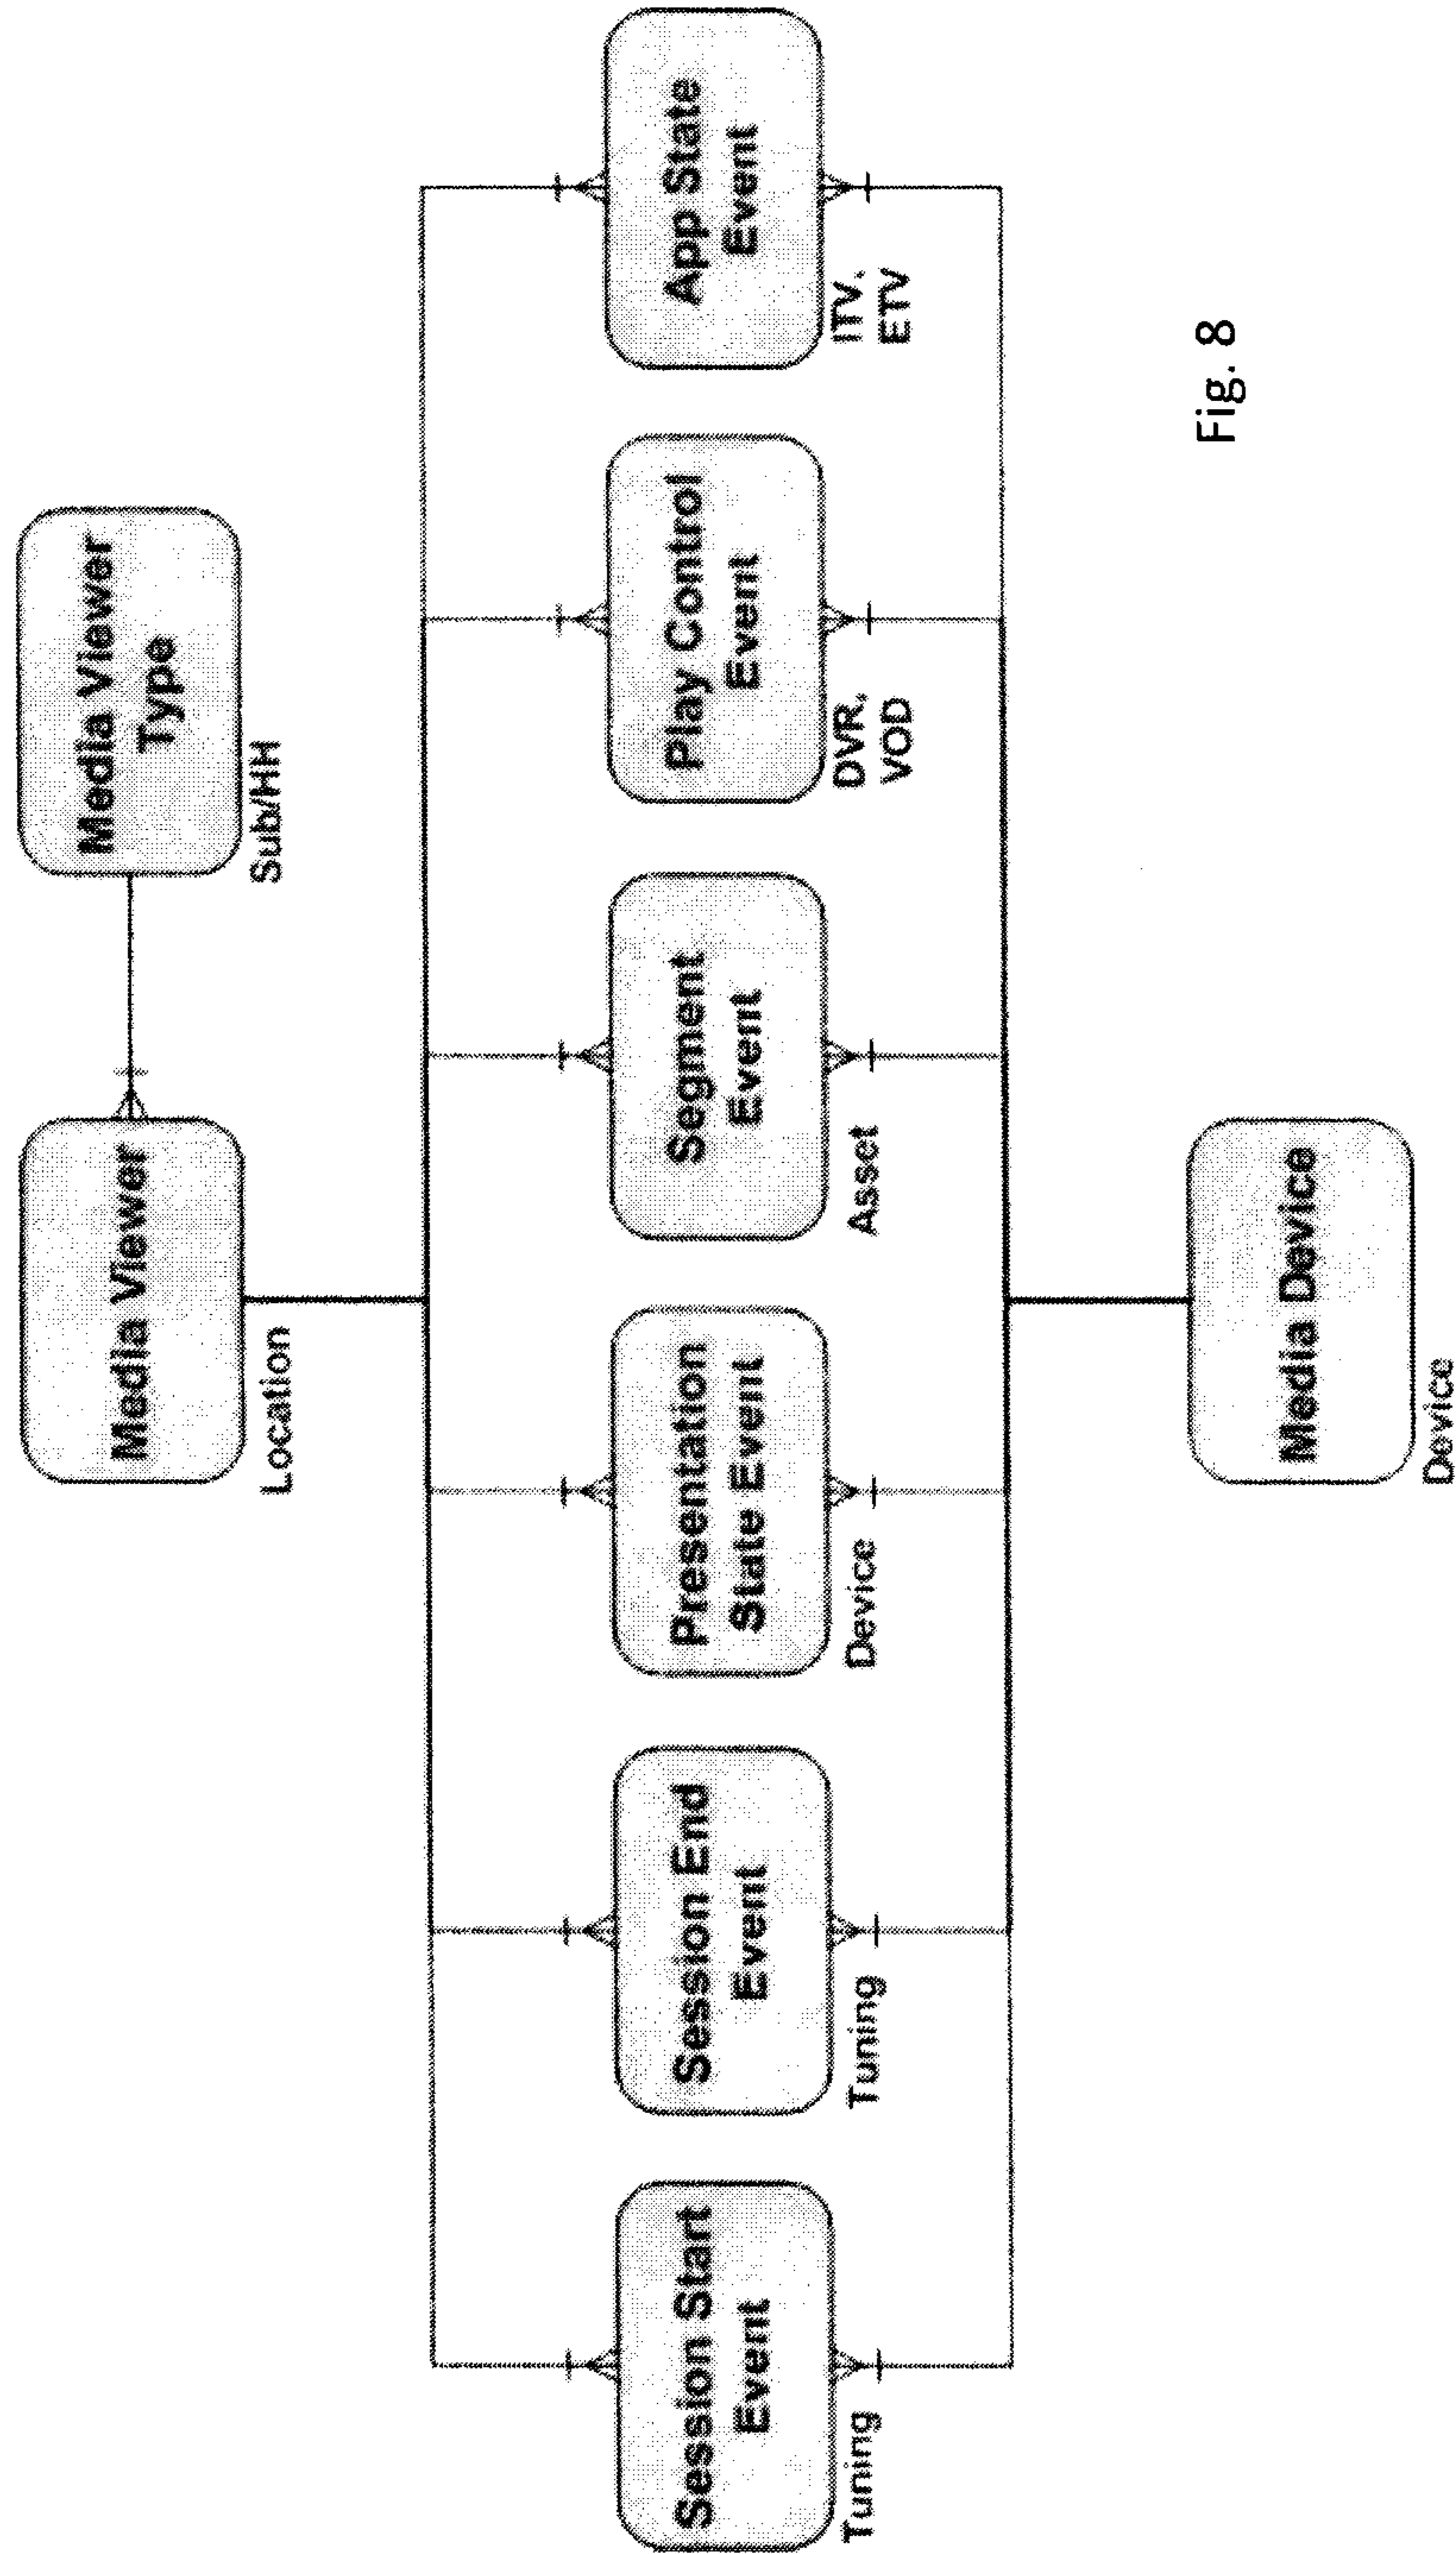 Media Viewer
Location
Media Viewer
Type
Sub/HH
Session Start
Event
Tuning
Session End
Event
Tuning
Presentation
State Event
Device
Segment
Event
Asset
Play Control
Event
DVR,
VOD
App State
Event
ITV,
ETV
Media Device
Device
Fig. 8